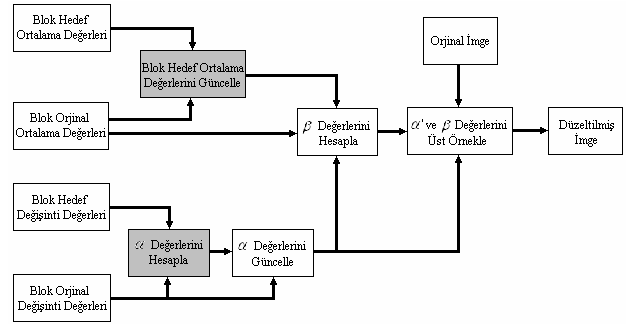 Blok Hedef
Ortalama Değerleri
Orjinal İmge
Blok Hedef Ortalama
Değerlerini Güncelle
Blok Orjinal
Ortalama Değerleri
β Değerlerini
Hesapla
α' ve β Değerlerini
Üst Örnekle
Düzeltilmiş
İmge
Blok Hedef
Değişinti Değerleri
α Değerlerini
Hesapla
α Değerlerini
Güncelle
Blok Orjinal
Değişinti Değerleri